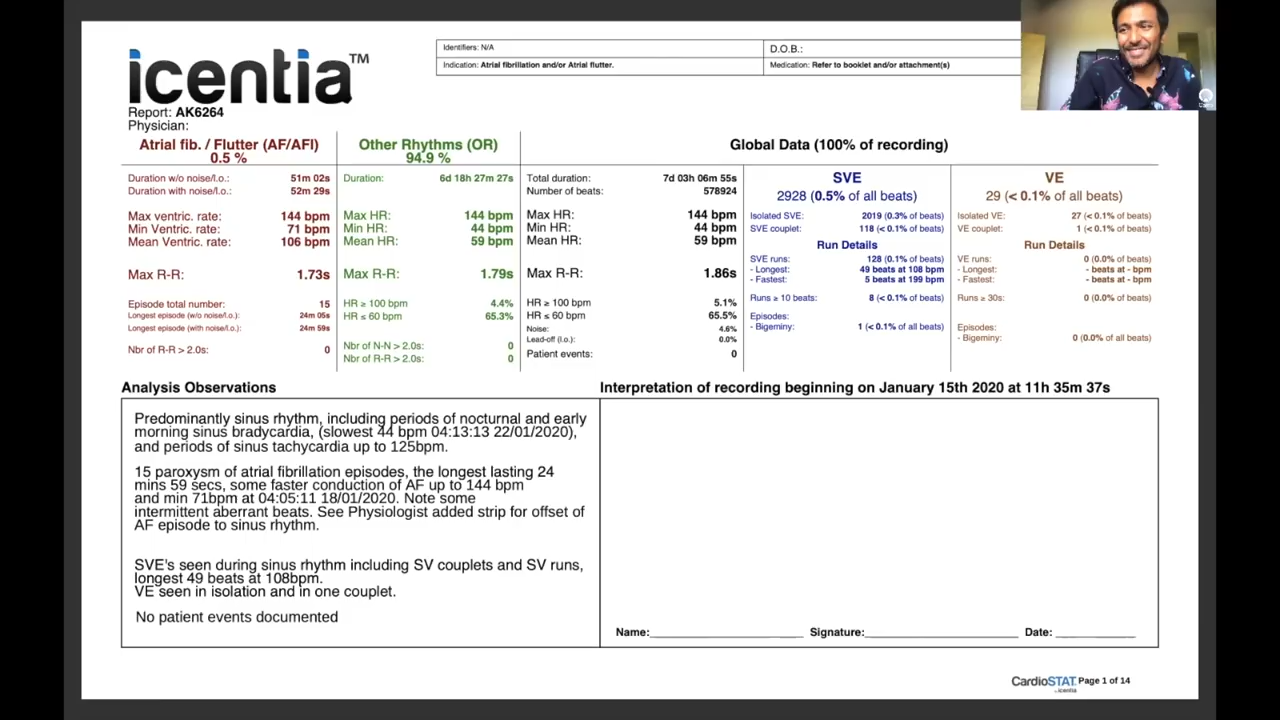 icentia™
Identifiers: N/A
D.O.B.:
Indication: Atrial fibrillation and/or Atrial flutter.
Medication: Refer to booklet and/or attachment(s)
Report: AK6264
Physician:
Atrial fib. / Flutter (AF/AFl)
0.5 %
Duration w/o noise/l.o.: 51m 02s
Duration with noise/l.o.: 52m 29s
Max ventric. rate: 144 bpm
Min Ventric. rate: 71 bpm
Mean Ventric. rate: 106 bpm
Max R-R: 1.73s
Episode total number: 15
Longest episode (w/o noise/l.o.): 24m 05s
Longest episode (with noise/l.o.): 24m 59s
Nbr of R-R > 2.0s: 0
Other Rhythms (OR)
94.9 %
Duration: 6d 18h 27m 27s
Max HR: 144 bpm
Min HR: 44 bpm
Mean HR: 59 bpm
Max R-R: 1.79s
HR ≥ 100 bpm 4.4%
HR ≤ 60 bpm 65.3%
Nbr of N-N > 2.0s: 0
Nbr of R-R > 2.0s: 0
Global Data (100% of recording)
Total duration: 7d 03h 06m 55s
Number of beats: 578924
Max HR: 144 bpm
Min HR: 44 bpm
Mean HR: 59 bpm
Max R-R: 1.86s
HR ≥ 100 bpm 5.1%
HR ≤ 60 bpm 65.5%
Noise: 4.6%
Lead-off (l.o.): 0.0%
Patient events: 0
SVE
2928 (0.5% of all beats)
Isolated SVE: 2019 (0.3% of beats)
SVE couplet: 118 (< 0.1% of beats)
Run Details
SVE runs: 128 (0.1% of beats)
- Longest: 49 beats at 108 bpm
- Fastest: 5 beats at 199 bpm
Runs ≥ 10 beats: 8 (< 0.1% of beats)
Episodes:
- Bigeminy: 1 (< 0.1% of beats)
VE
29 (< 0.1% of all beats)
Isolated VE: 27 (< 0.1% of beats)
VE couplet: 1 (< 0.1% of beats)
Run Details
VE runs: 0 (0.0% of beats)
- Longest: - beats at - bpm
- Fastest: - beats at - bpm
Runs ≥ 30s: 0 (0.0% of beats)
Episodes:
- Bigeminy: 0 (0.0% of beats)
Analysis Observations
Predominantly sinus rhythm, including periods of nocturnal and early
morning sinus bradycardia, (slowest 44 bpm 04:13:13 22/01/2020),
and periods of sinus tachycardia up to 125bpm.
15 paroxysm of atrial fibrillation episodes, the longest lasting 24
mins 59 secs, some faster conduction of AF up to 144 bpm
and min 71bpm at 04:05:11 18/01/2020. Note some
intermittent aberrant beats. See Physiologist added strip for offset of
AF episode to sinus rhythm.
SVE's seen during sinus rhythm including SV couplets and SV runs,
longest 49 beats at 108bpm.
VE seen in isolation and in one couplet.
No patient events documented
Interpretation of recording beginning on January 15th 2020 at 11h 35m 37s
Name: Signature: Date:
CardioSTAT Page 1 of 14
by icentia